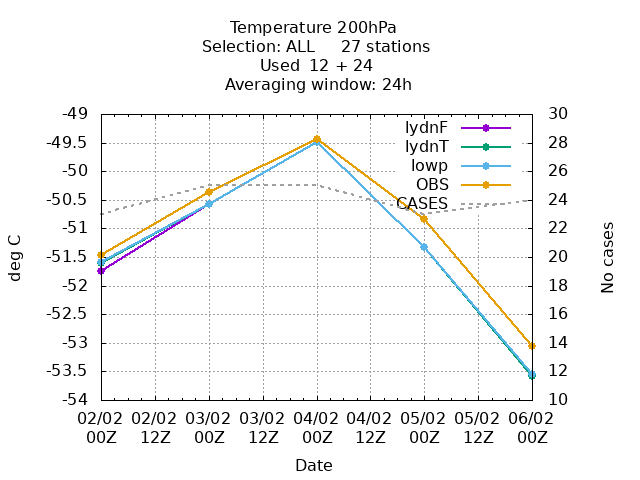 Temperature 200hPa
Selection: ALL     27 stations
Used  12 + 24
Averaging window: 24h
-49
-49.5
-50
-50.5
-51
-51.5
-52
-52.5
-53
-53.5
-54
30
28
26
24
22
20
18
16
14
12
10
lydnF
lydnT
lowp
OBS
CASES
deg C
No cases
02/02 02/02 03/02 03/02 04/02 04/02 05/02 05/02 06/02
00Z 12Z 00Z 12Z 00Z 12Z 00Z 12Z 00Z
Date